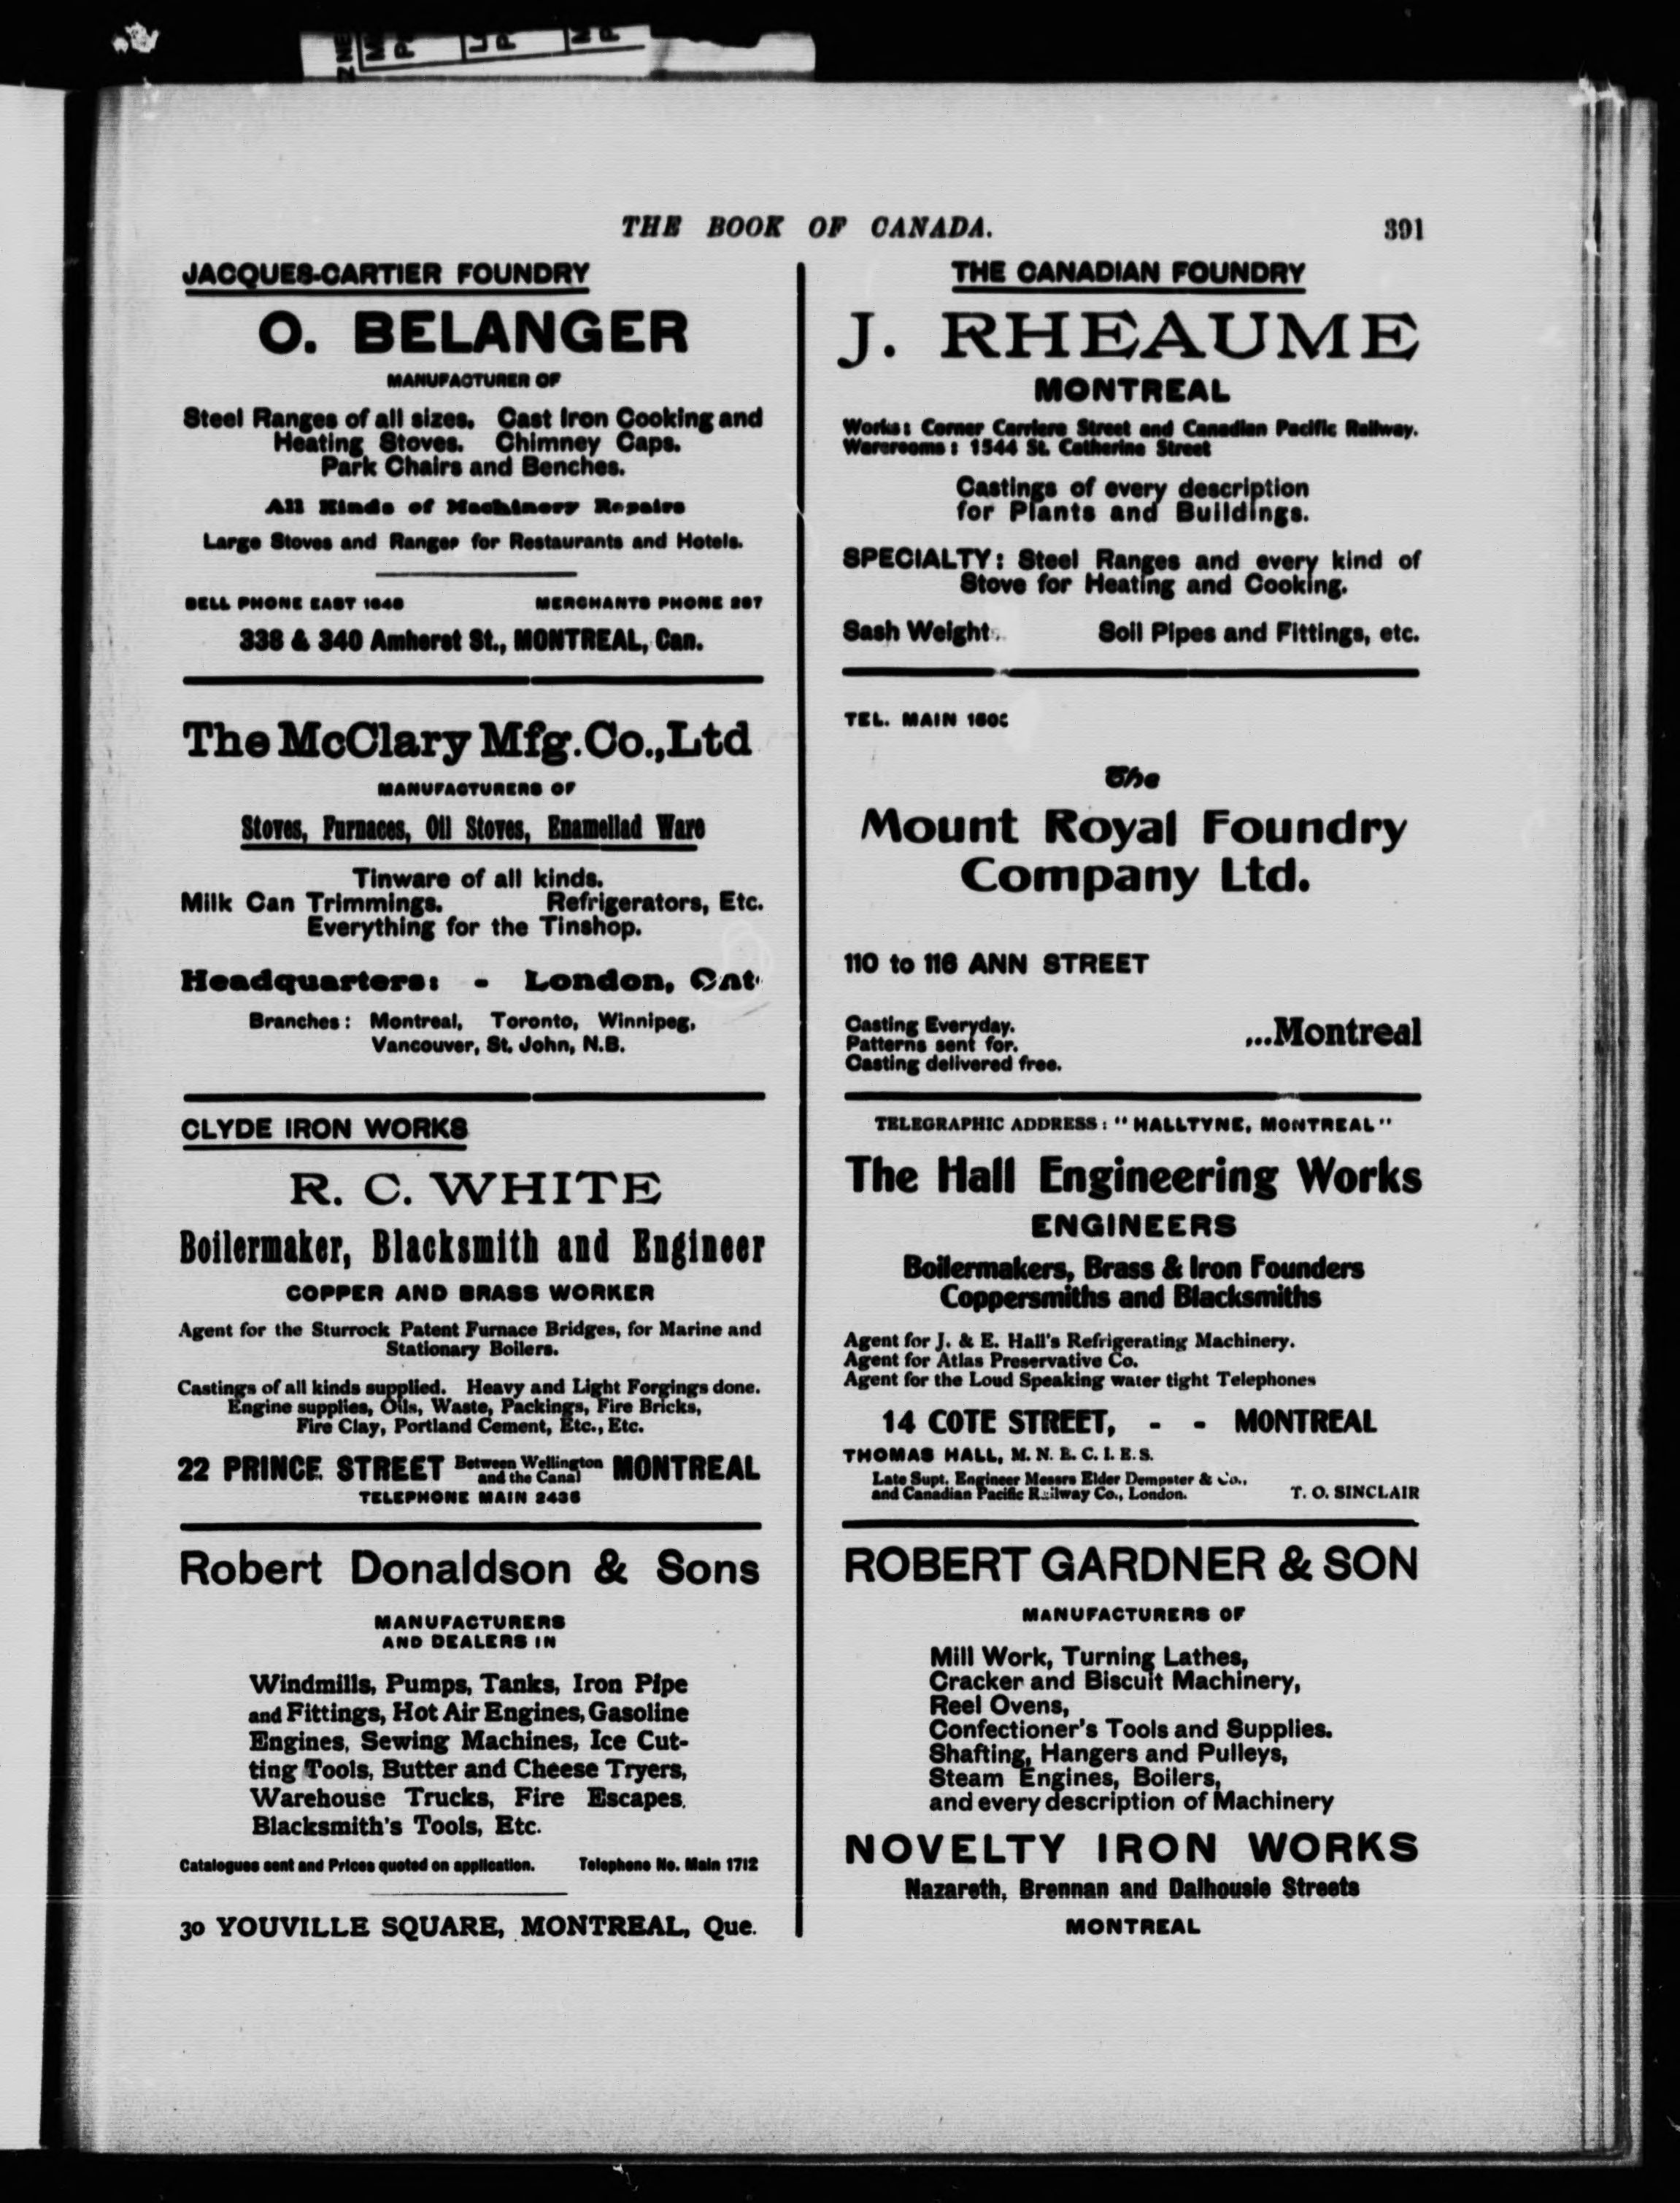 THE BOOK OF CANADA.
391
JACQUES-CARTIER FOUNDRY
O. BELANGER
MANUFACTURER OF
Steel Ranges of all sizes. Cast Iron Cooking and
Heating Stoves. Chimney Caps.
Park Chairs and Benches.
All Kinds of Machinery Repairs
Large Stoves and Ranges for Restaurants and Hotels.
BELL PHONE EAST MERCHANTS PHONE
338 & 340 Amherst St., MONTREAL, Can.
The McClary Mfg. Co., Ltd
MANUFACTURERS OF
Stoves, Furnaces, Oil Stoves, Enamellad Ware
Tinware of all kinds.
Milk Can Trimmings. Refrigerators, Etc.
Everything for the Tinshop.
Headquarters: - London, Ont.
Branches: Montreal, Toronto, Winnipeg,
Vancouver, St. John, N.B.
CLYDE IRON WORKS
R. C. WHITE
Boilermaker, Blacksmith and Engineer
COPPER AND BRASS WORKER
Agent for the Sturrock Patent Furnace Bridges, for Marine and
Stationary Boilers.
Castings of all kinds supplied. Heavy and Light Forgings done.
Engine supplies, Oils, Waste, Packings, Fire Bricks,
Fire Clay, Portland Cement, Etc., Etc.
22 PRINCE STREET Between Wellington and the Canal MONTREAL
TELEPHONE MAIN 2436
Robert Donaldson & Sons
MANUFACTURERS
AND DEALERS IN
Windmills, Pumps, Tanks, Iron Pipe
and Fittings, Hot Air Engines, Gasoline
Engines, Sewing Machines, Ice Cut-
ting Tools, Butter and Cheese Tryers,
Warehouse Trucks, Fire Escapes.
Blacksmith's Tools, Etc.
Catalogues sent and Prices quoted on application. Telephone No. Main 1712
30 YOUVILLE SQUARE, MONTREAL, Que.
THE CANADIAN FOUNDRY
J. RHEAUME
MONTREAL
Works: Corner Carriere Street and Canadian Pacific Railway.
Warerooms: 1544 St. Catherine Street
Castings of every description
for Plants and Buildings.
SPECIALTY: Steel Ranges and every kind of
Stove for Heating and Cooking.
Sash Weight Soil Pipes and Fittings, etc.
TEL. MAIN
The
Mount Royal Foundry
Company Ltd.
110 to 116 ANN STREET
Casting Everyday.
Patterns sent for.
Casting delivered free.
...Montreal
TELEGRAPHIC ADDRESS: "HALLTYNE, MONTREAL"
The Hall Engineering Works
ENGINEERS
Boilermakers, Brass & Iron Founders
Coppersmiths and Blacksmiths
Agent for J. & E. Hall's Refrigerating Machinery.
Agent for Atlas Preservative Co.
Agent for the Loud Speaking water tight Telephones
14 COTE STREET, - - MONTREAL
THOMAS HALL, M. N. E. C. I. E. S.
Late Supt. Engineer Messrs Elder Dempster & Co.,
and Canadian Pacific Railway Co., London. T. O. SINCLAIR
ROBERT GARDNER & SON
MANUFACTURERS OF
Mill Work, Turning Lathes,
Cracker and Biscuit Machinery,
Reel Ovens,
Confectioner's Tools and Supplies.
Shafting, Hangers and Pulleys,
Steam Engines, Boilers,
and every description of Machinery
NOVELTY IRON WORKS
Nazareth, Brennan and Dalhousie Streets
MONTREAL